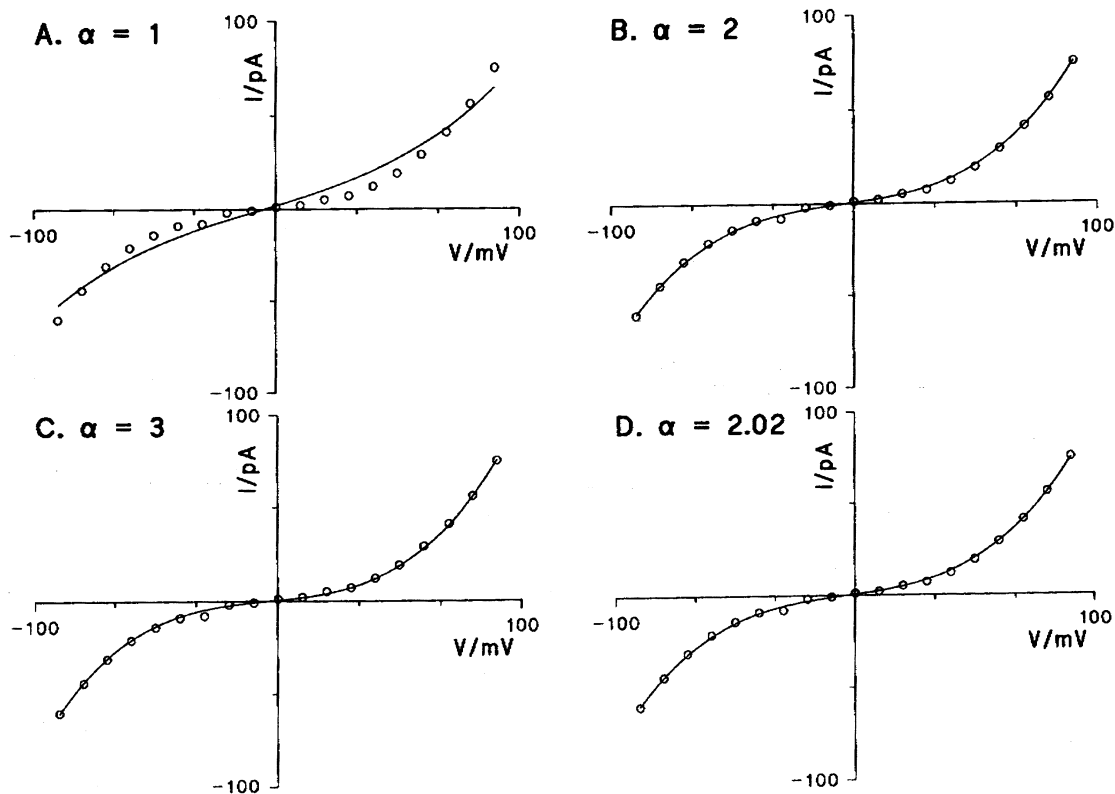 A. α = 1
100
I/pA
-100
100
V/mV
-100
B. α = 2
100
I/pA
-100
100
V/mV
-100
C. α = 3
100
I/pA
-100
100
V/mV
-100
D. α = 2.02
100
I/pA
-100
100
V/mV
-100